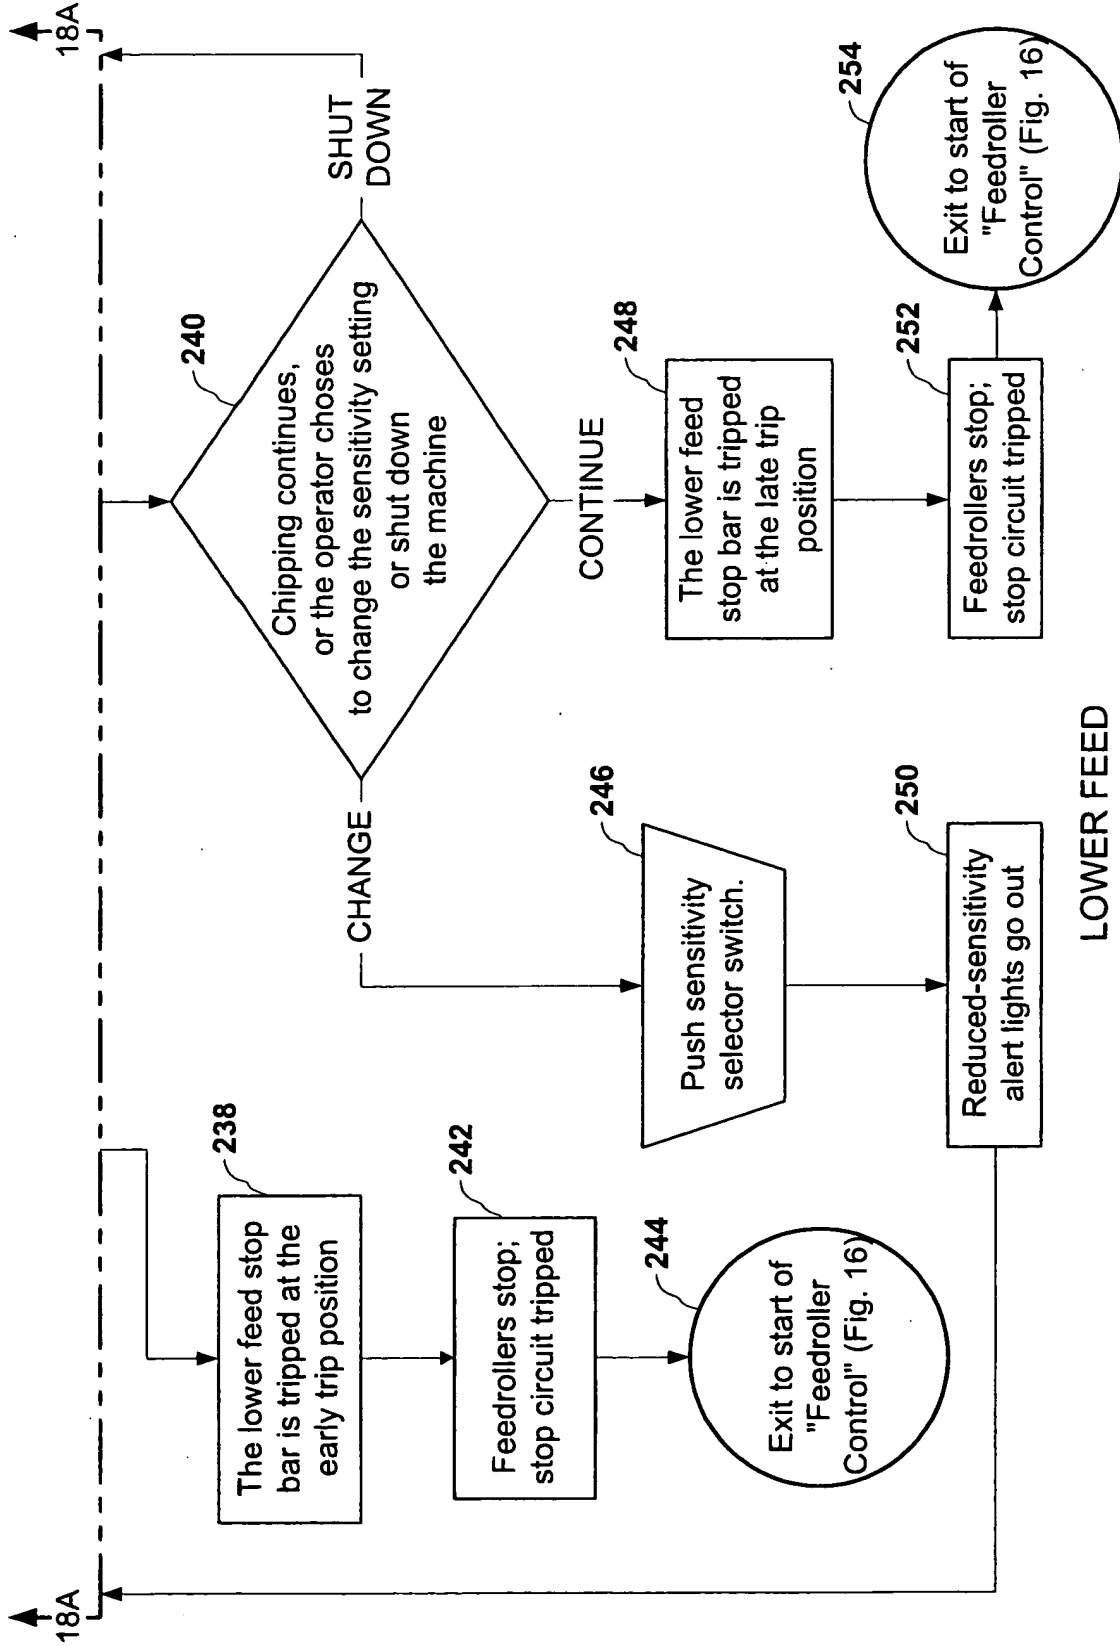 18A
18A
238
The lower feed stop
bar is tripped at the
early trip position
242
Feedrollers stop;
stop circuit tripped
244
Exit to start of
"Feedroller
Control" (Fig. 16)
240
Chipping continues,
or the operator choses
to change the sensitivity setting
or shut down
the machine
SHUT
DOWN
CHANGE
CONTINUE
246
Push sensitivity
selector switch.
250
Reduced-sensitivity
alert lights go out
248
The lower feed
stop bar is tripped
at the late trip
position
252
Feedrollers stop;
stop circuit tripped
254
Exit to start of
"Feedroller
Control" (Fig. 16)
LOWER FEED